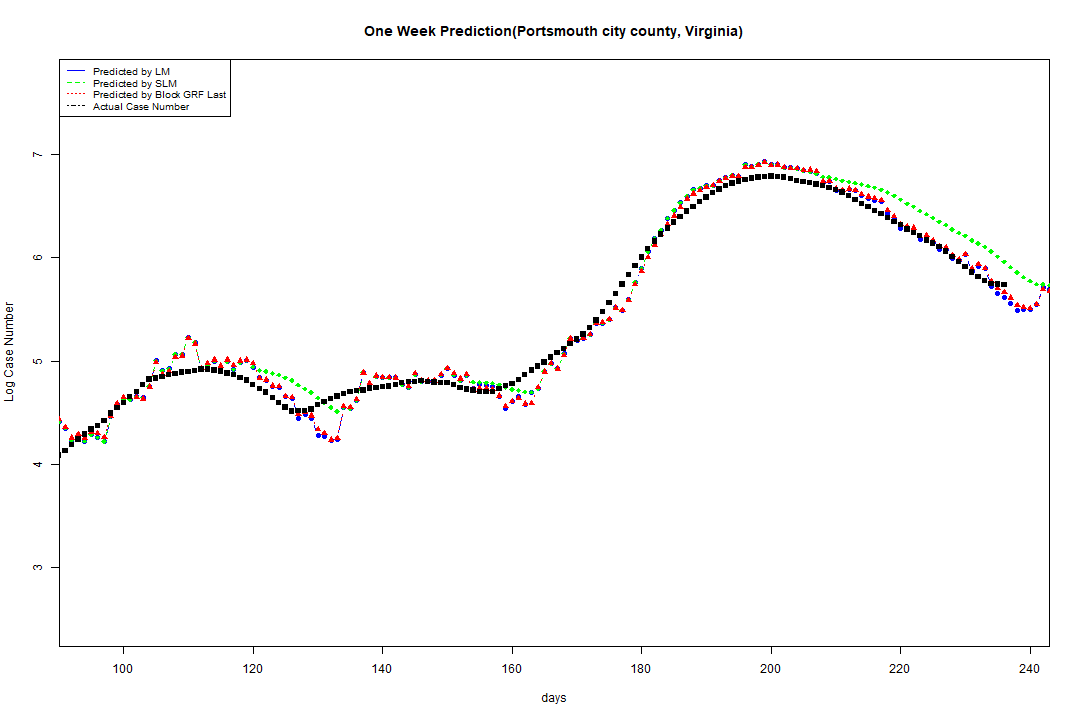 One Week Prediction(Portsmouth city county, Virginia)
Predicted by LM
Predicted by SLM
Predicted by Block GRF Last
Actual Case Number
7
6
5
4
3
Log Case Number
100 120 140 160 180 200 220 240
days